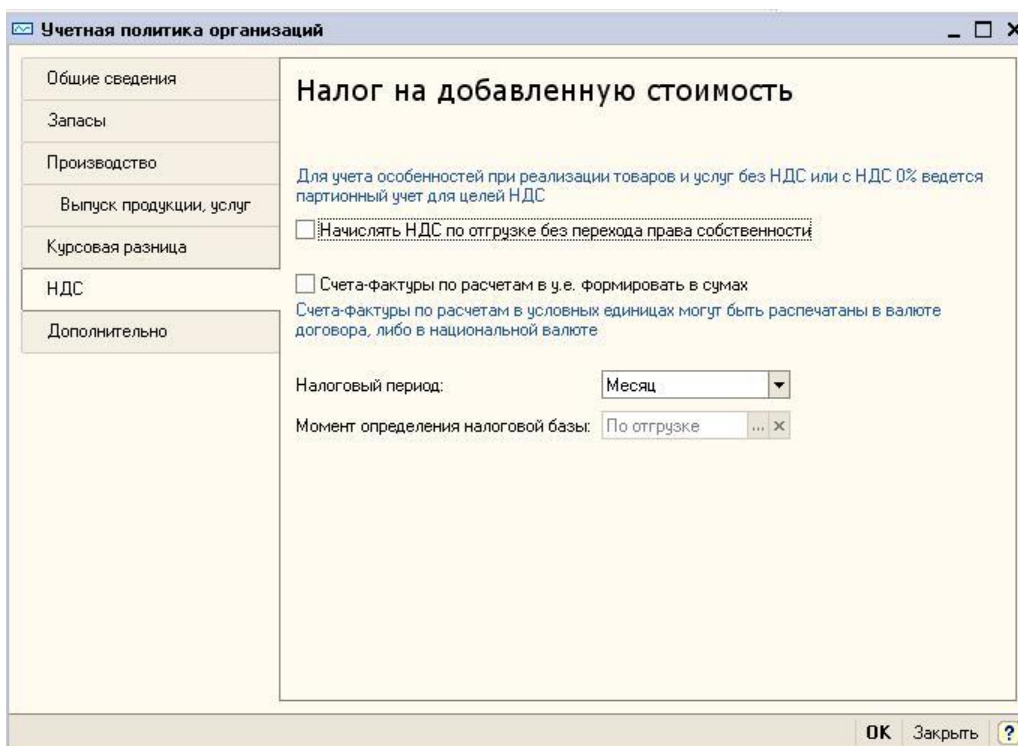 Учетная политика организаций
Общие сведения
Запасы
Производство
Выпуск продукции, услуг
Курсовая разница
НДС
Дополнительно
Налог на добавленную стоимость
Для учета особенностей при реализации товаров и услуг без НДС или с НДС 0% ведется
партионный учет для целей НДС
Начислять НДС по отгрузке без перехода права собственности
Счета-фактуры по расчетам в у.е. формировать в сумах
Счета-фактуры по расчетам в условных единицах могут быть распечатаны в валюте
договора, либо в национальной валюте
Налоговый период: Месяц
Момент определения налоговой базы: По отгрузке ... ×
OK Закрыть ?